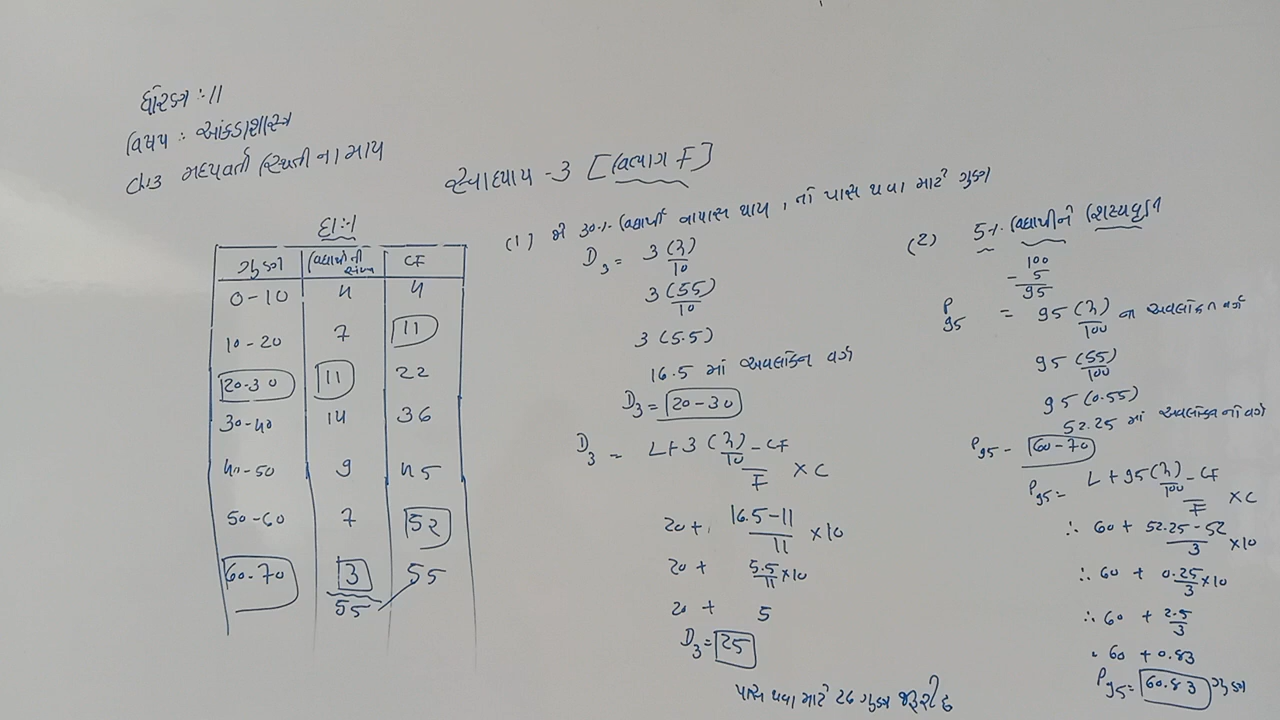 ધોરણ :- 11
વિષય : આંકડાશાસ્ત્ર
Ch:3 મધ્યવર્તી સ્થિતીના માપ
સ્વાધ્યાય -3 [વિભાગ F]
દા:-1
ગુણ | વિદ્યાર્થીની સંખ્યા | CF
0-10 | 4 | 4
10-20 | 7 | 11
20-30 | 11 | 22
30-40 | 14 | 36
40-50 | 9 | 45
50-60 | 7 | 52
60-70 | 3 | 55
55
(1) જો 30% વિદ્યાર્થી નાપાસ થાય, તો પાસ થવા માટે ગુણ
D3 = 3 (n)/10
3 (55)/10
3 (5.5)
16.5 માં અવલોકન વર્ગ
D3 = 20-30
D3 = L + 3 (n)/10 - CF / F × C
20 + 16.5-11 / 11 × 10
20 + 5.5/11 × 10
20 + 5
D3 = 25
પાસ થવા માટે 26 ગુણ જરૂરી છે
(2) 5% વિદ્યાર્થીને શિષ્યવૃતિ
100
- 5
95
P95 = 95 (n)/100 ના અવલોકન વર્ગ
95 (55)/100
95 (0.55)
52.25 માં અવલોકન નો વર્ગ
P95 - 60-70
P95 = L + 95 (n)/100 - CF / F × C
∴ 60 + 52.25-52 / 3 × 10
∴ 60 + 0.25/3 × 10
∴ 60 + 2.5/3
∴ 60 + 0.83
P95 = 60.83 ગુણ